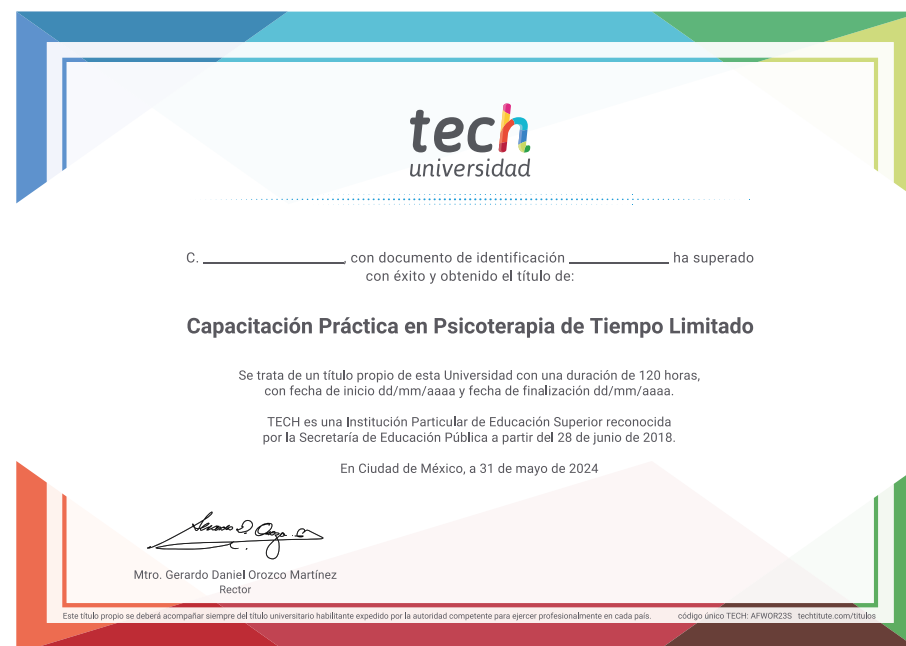 tech
universidad
C. ____________, con documento de identificación ____________ ha superado
con éxito y obtenido el título de:
Capacitación Práctica en Psicoterapia de Tiempo Limitado
Se trata de un título propio de esta Universidad con una duración de 120 horas,
con fecha de inicio dd/mm/aaaa y fecha de finalización dd/mm/aaaa.
TECH es una Institución Particular de Educación Superior reconocida
por la Secretaría de Educación Pública a partir del 28 de junio de 2018.
En Ciudad de México, a 31 de mayo de 2024
Mtro. Gerardo Daniel Orozco Martínez
Rector
Este título propio se deberá acompañar siempre del título universitario habilitante expedido por la autoridad competente para ejercer profesionalmente en cada país. código único TECH: AFWOR23S techtitute.com/titulos